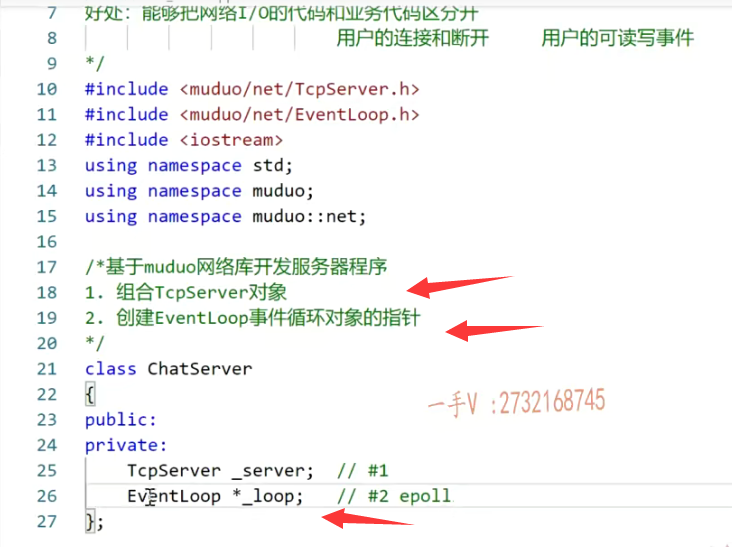 7 好处：能够把网络I/O的代码和业务代码区分开
8 用户的连接和断开 用户的可读写事件
9 */
10 #include <muduo/net/TcpServer.h>
11 #include <muduo/net/EventLoop.h>
12 #include <iostream>
13 using namespace std;
14 using namespace muduo;
15 using namespace muduo::net;
16
17 /*基于muduo网络库开发服务器程序
18 1. 组合TcpServer对象
19 2. 创建EventLoop事件循环对象的指针
20 */
21 class ChatServer
22 {
一手V :2732168745
23 public:
24 private:
25 TcpServer _server; // #1
26 EventLoop *_loop; // #2 epoll
27 };